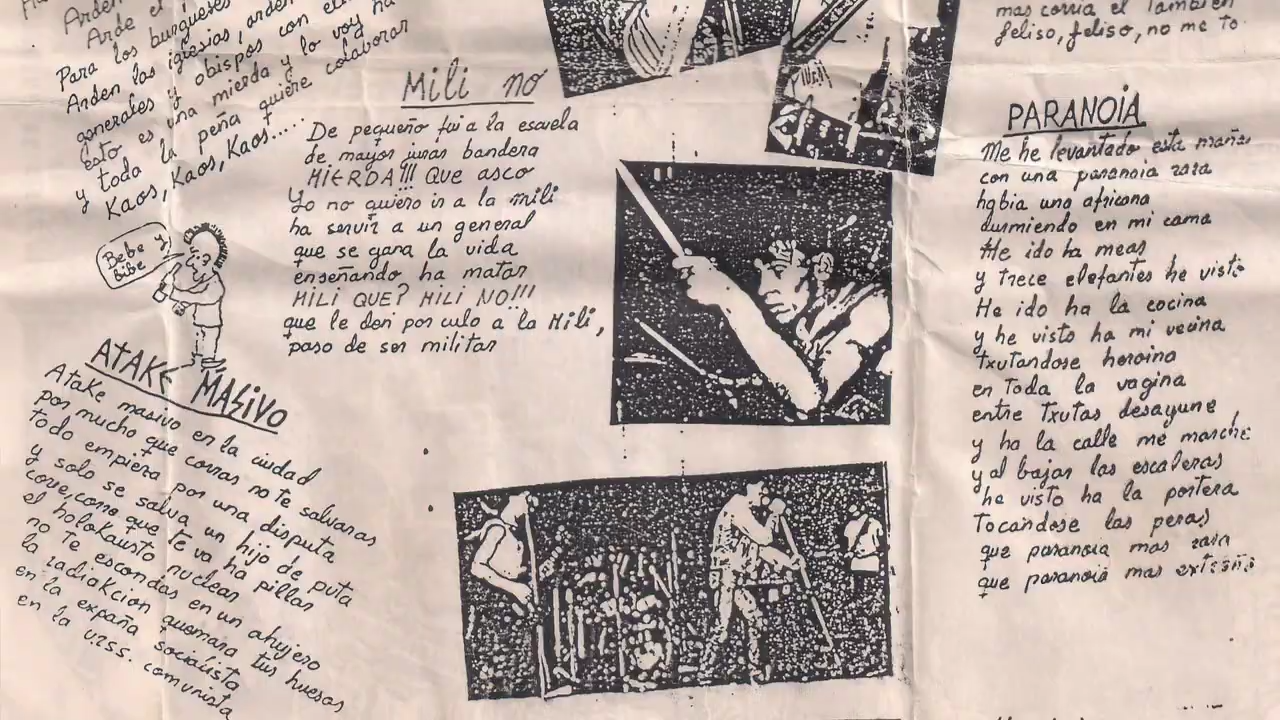 Arden
Arde el
Para los burgueses
Arden las iglesias, arden
generales y obispos con
esto es una mierda y lo voy ha
y toda la peña quiere colaborar
Kaos, Kaos, Kaos.....
Bebe y
bibe
Mili no
De pequeño fui a la escuela
de mayor juras bandera
MIERDA!!! QUE asco
Yo no quiero ir a la mili
ha servir a un general
que se gana la vida
enseñando ha matar
MILI QUE? MILI NO!!!
que le den por culo a la Mili,
paso de ser militar
ATAKE MASIVO
Atake masivo en la ciudad
por mucho que corras no te salvaras
todo empieza por una disputa
y solo se salva un hijo de puta
corre, corre que te va ha pillar
el holokausto nuclear
no te escondas en un ahujero
la radiakcion quemara tus huesos
en la españa socialista
en la u.r.s.s. comunista
mas corria el Tambien
feliso, feliso, no me to
PARANOIA
Me he levantado esta mañana
con una paranoia rara
habia una africana
durmiendo en mi cama
He ido ha mear
y trece elefantes he visto
He ido ha la cocina
y he visto ha mi vecina
txutandose heroina
en toda la vagina
entre txutas desayune
y ha la calle me marche
y al bajar las escaleras
he visto ha la portera
Tocandose las peras
que paranoia mas rara
que paranoia mas extraña